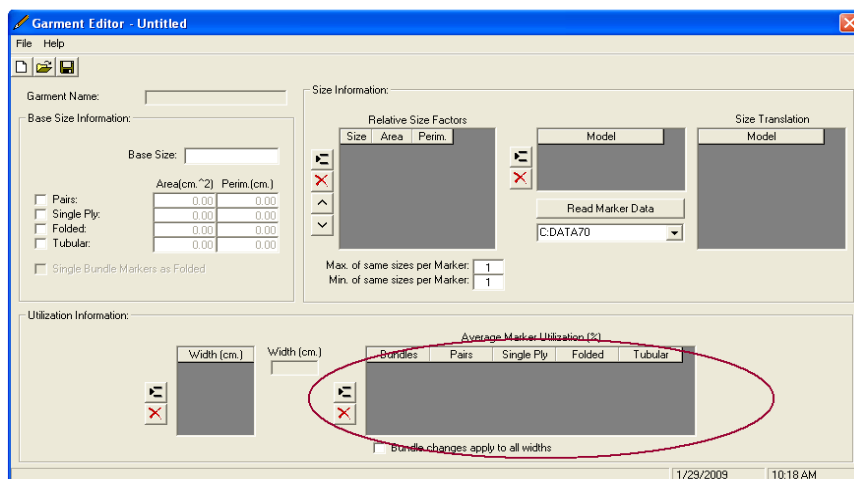 Garment Editor - Untitled
File Help
Garment Name:
Base Size Information:
Base Size:
Area(cm.^2) Perim.(cm.)
Pairs: 0.00 0.00
Single Ply: 0.00 0.00
Folded: 0.00 0.00
Tubular: 0.00 0.00
Single Bundle Markers as Folded
Size Information:
Relative Size Factors
Size Area Perim.
Model
Read Marker Data
C:DATA70
Size Translation
Model
Max. of same sizes per Marker: 1
Min. of same sizes per Marker: 1
Utilization Information:
Width (cm.)
Width (cm.)
Average Marker Utilization (%)
Bundles Pairs Single Ply Folded Tubular
Bundle changes apply to all widths
1/29/2009 10:18 AM